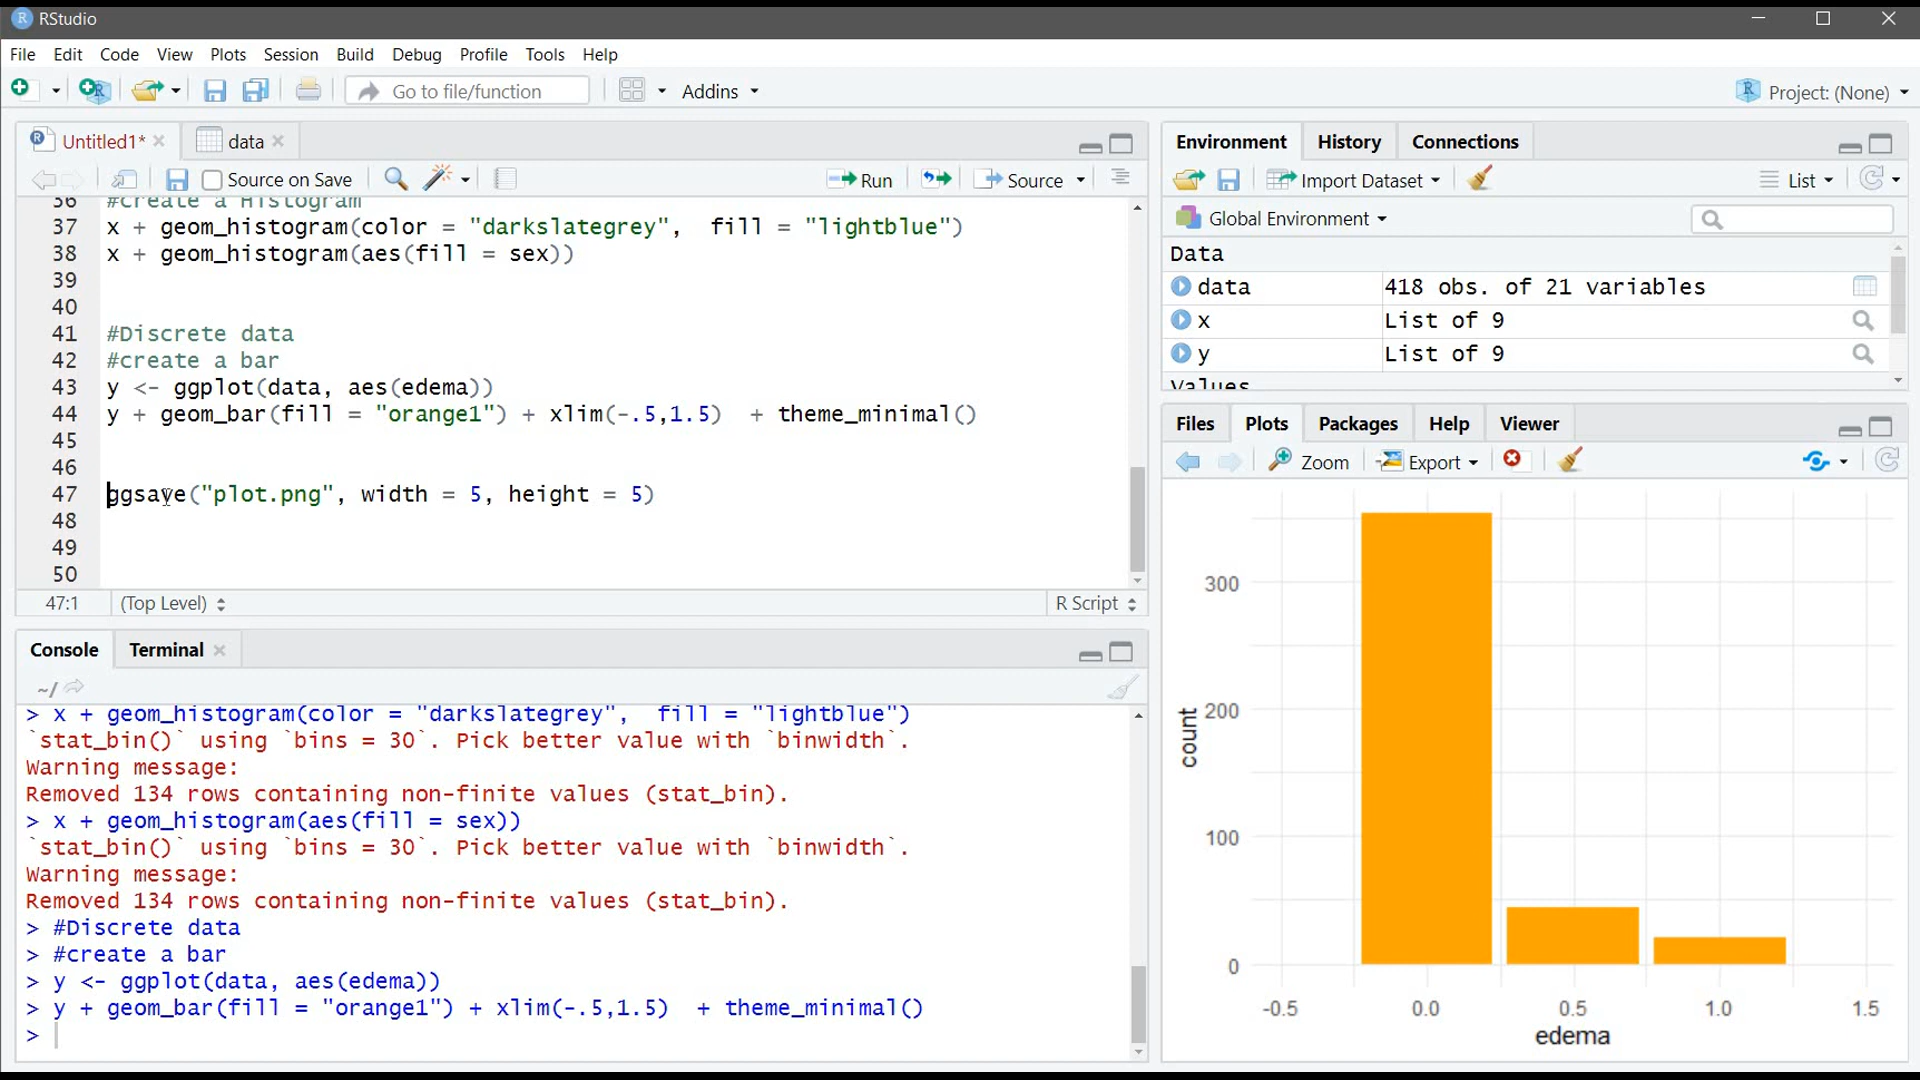 RStudio
File Edit Code View Plots Session Build Debug Profile Tools Help
Go to file/function Addins Project: (None)
Untitled1* data
Source on Save Run Source
36 #create a Histogram
37 x + geom_histogram(color = "darkslategrey", fill = "lightblue")
38 x + geom_histogram(aes(fill = sex))
39
40
41 #Discrete data
42 #create a bar
43 y <- ggplot(data, aes(edema))
44 y + geom_bar(fill = "orange1") + xlim(-.5,1.5) + theme_minimal()
45
46
47 ggsave("plot.png", width = 5, height = 5)
48
49
50
47:1 (Top Level) R Script
Console Terminal
~/
> x + geom_histogram(color = "darkslategrey", fill = "lightblue")
`stat_bin()` using `bins = 30`. Pick better value with `binwidth`.
Warning message:
Removed 134 rows containing non-finite values (stat_bin).
> x + geom_histogram(aes(fill = sex))
`stat_bin()` using `bins = 30`. Pick better value with `binwidth`.
Warning message:
Removed 134 rows containing non-finite values (stat_bin).
> #Discrete data
> #create a bar
> y <- ggplot(data, aes(edema))
> y + geom_bar(fill = "orange1") + xlim(-.5,1.5) + theme_minimal()
>
Environment History Connections
Import Dataset List
Global Environment
Data
data 418 obs. of 21 variables
x List of 9
y List of 9
Values
Files Plots Packages Help Viewer
Zoom Export
300
200
100
0
count
-0.5 0.0 0.5 1.0 1.5
edema